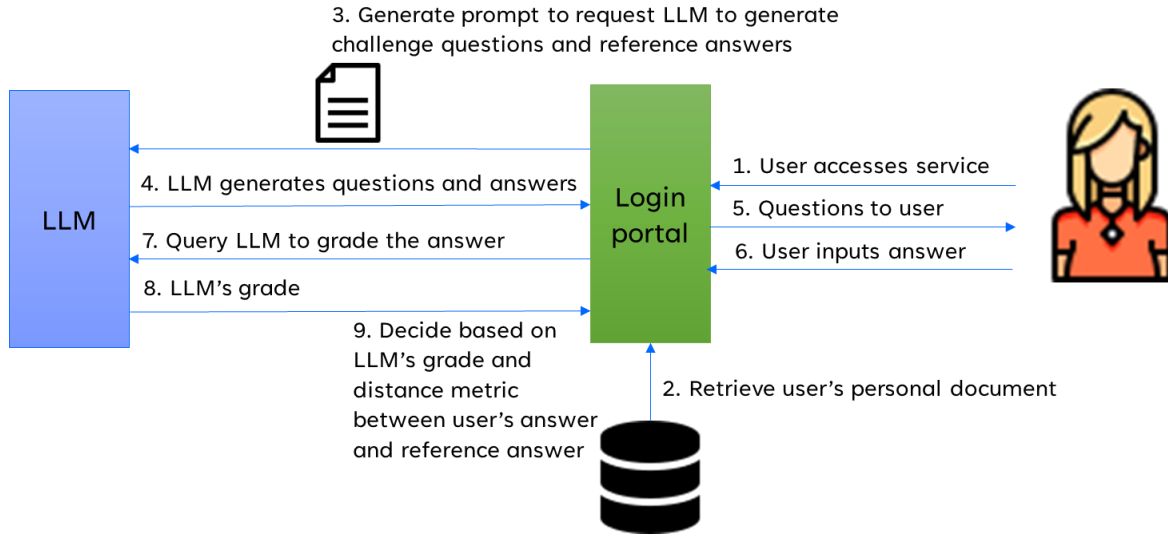 3. Generate prompt to request LLM to generate
challenge questions and reference answers
LLM
4. LLM generates questions and answers
7. Query LLM to grade the answer
8. LLM’s grade
9. Decide based on
LLM’s grade and
distance metric
between user’s answer
and reference answer
Login
portal
1. User accesses service
5. Questions to user
6. User inputs answer
2. Retrieve user’s personal document